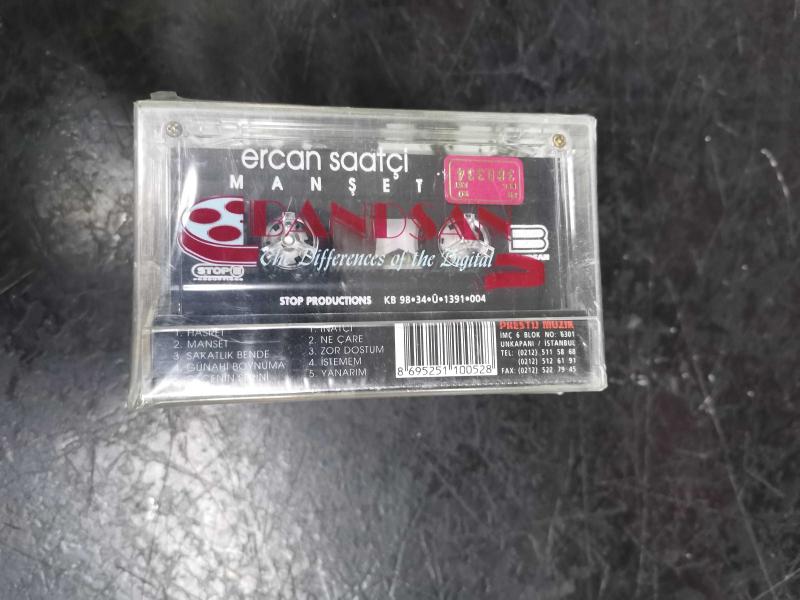 ercan saatçi
MANŞET
360334
BANDSAN
The Differences of the Digital
STOP
STOP PRODUCTIONS KB 98•34•Ü•1391•004
1. HASRET
2. MANŞET
3. SAKATLIK BENDE
4. GÜNAHI BOYNUMA
1. İNATÇI
2. NE ÇARE
3. ZOR DOSTUM
4. İSTEMEM
5. YANARIM
8 695251 100528
PRESTİJ MÜZİK
İMÇ 6 BLOK NO: 6301
UNKAPANI / İSTANBUL
TEL: (0212) 511 58 68
(0212) 512 61 91
FAX: (0212) 522 79 45